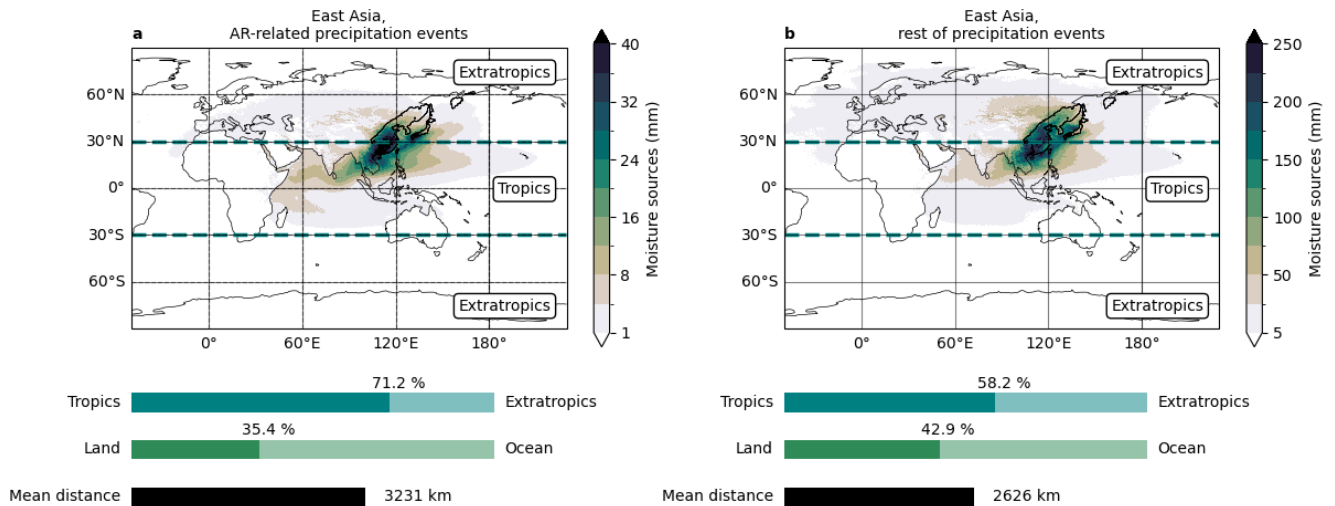 East Asia,
a AR-related precipitation events
Extratropics
60°N
30°N
0°
Tropics
30°S
60°S
Extratropics
0° 60°E 120°E 180°
40
32
24
16
8
1
Moisture sources (mm)
71.2 %
Tropics Extratropics
35.4 %
Land Ocean
Mean distance 3231 km
East Asia,
b rest of precipitation events
Extratropics
60°N
30°N
0°
Tropics
30°S
60°S
Extratropics
0° 60°E 120°E 180°
250
200
150
100
50
5
Moisture sources (mm)
58.2 %
Tropics Extratropics
42.9 %
Land Ocean
Mean distance 2626 km